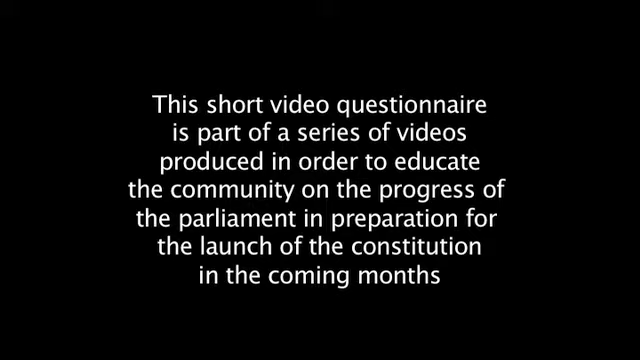 This short video questionnaire
is part of a series of videos
produced in order to educate
the community on the progress of
the parliament in preparation for
the launch of the constitution
in the coming months